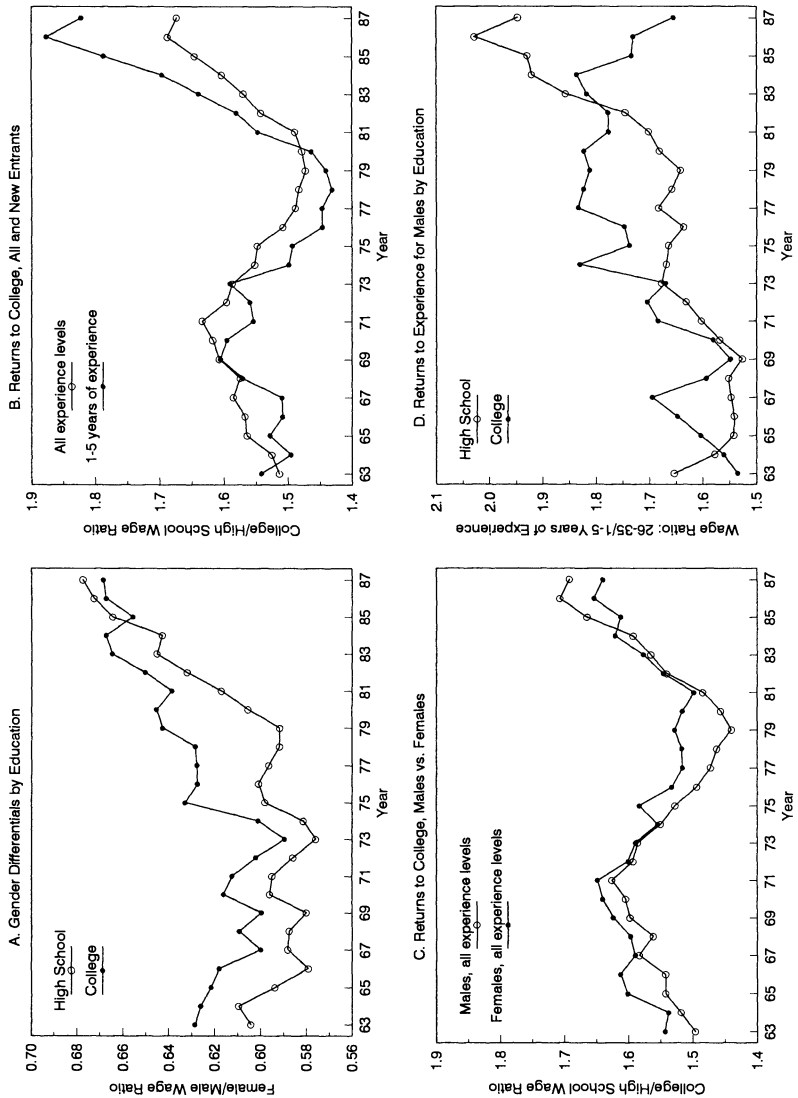 A. Gender Differentials by Education
Female/Male Wage Ratio
0.70
0.68
0.66
0.64
0.62
0.60
0.58
0.56
High School
College
63 65 67 69 71 73 75 77 79 81 83 85 87
Year
B. Returns to College, All and New Entrants
College/High School Wage Ratio
1.9
1.8
1.7
1.6
1.5
1.4
All experience levels
1-5 years of experience
63 65 67 69 71 73 75 77 79 81 83 85 87
Year
C. Returns to College, Males vs. Females
College/High School Wage Ratio
1.9
1.8
1.7
1.6
1.5
1.4
Males, all experience levels
Females, all experience levels
63 65 67 69 71 73 75 77 79 81 83 85 87
Year
D. Returns to Experience for Males by Education
Wage Ratio: 26-35/1-5 Years of Experience
2.1
2.0
1.9
1.8
1.7
1.6
1.5
High School
College
63 65 67 69 71 73 75 77 79 81 83 85 87
Year